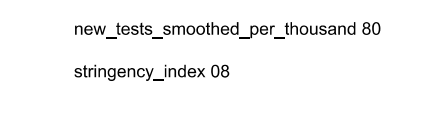 new_tests_smoothed_per_thousand 80
stringency_index 08